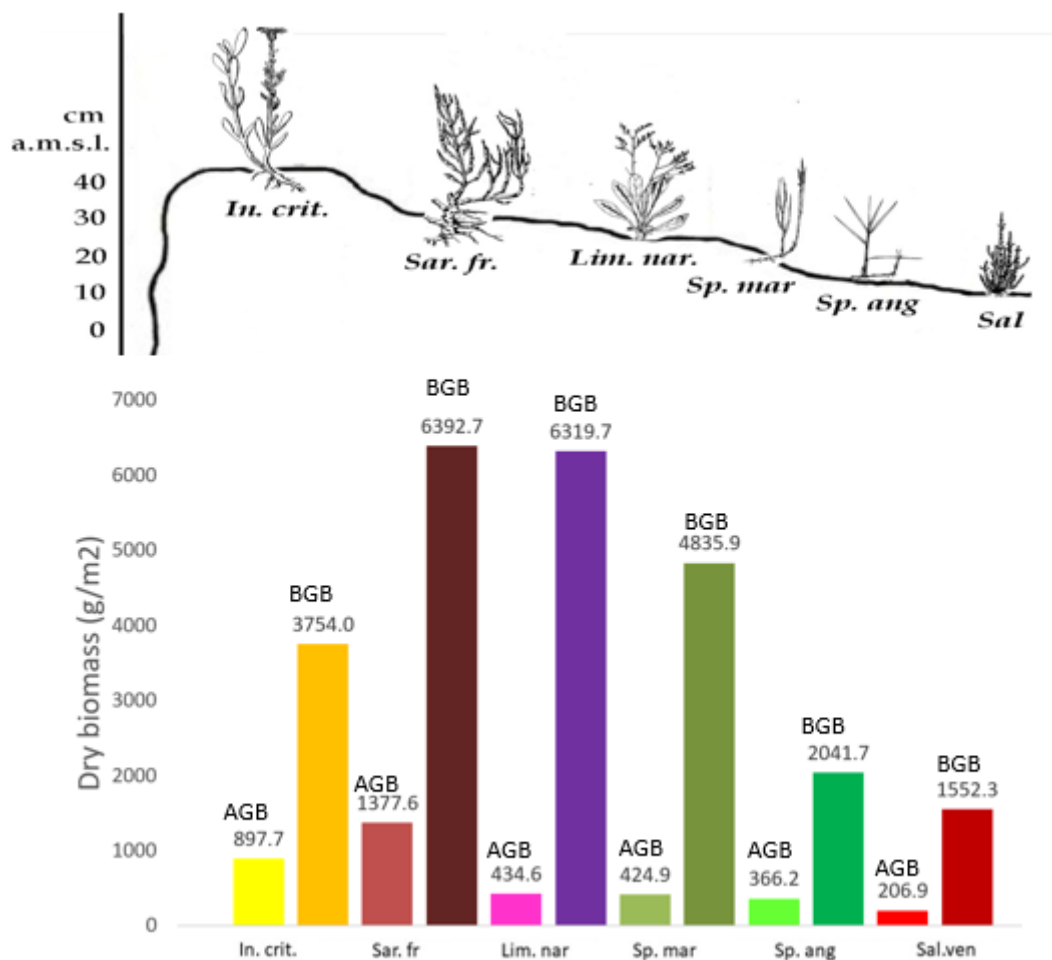 cm
a.m.s.l.
40
30
20
10
0
In. crit.
Sar. fr.
Lim. nar.
Sp. mar
Sp. ang
Sal
Dry biomass (g/m2)
7000
6000
5000
4000
3000
2000
1000
0
AGB
897.7
BGB
3754.0
AGB
1377.6
BGB
6392.7
AGB
434.6
BGB
6319.7
AGB
424.9
BGB
4835.9
AGB
366.2
BGB
2041.7
AGB
206.9
BGB
1552.3
In. crit.
Sar. fr
Lim. nar
Sp. mar
Sp. ang
Sal.ven